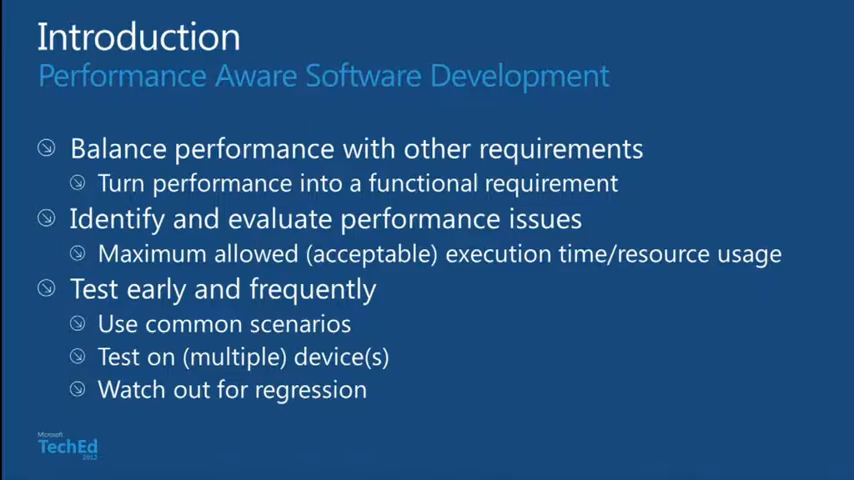 Introduction
Performance Aware Software Development
Balance performance with other requirements
Turn performance into a functional requirement
Identify and evaluate performance issues
Maximum allowed (acceptable) execution time/resource usage
Test early and frequently
Use common scenarios
Test on (multiple) device(s)
Watch out for regression
Microsoft
TechEd
2012